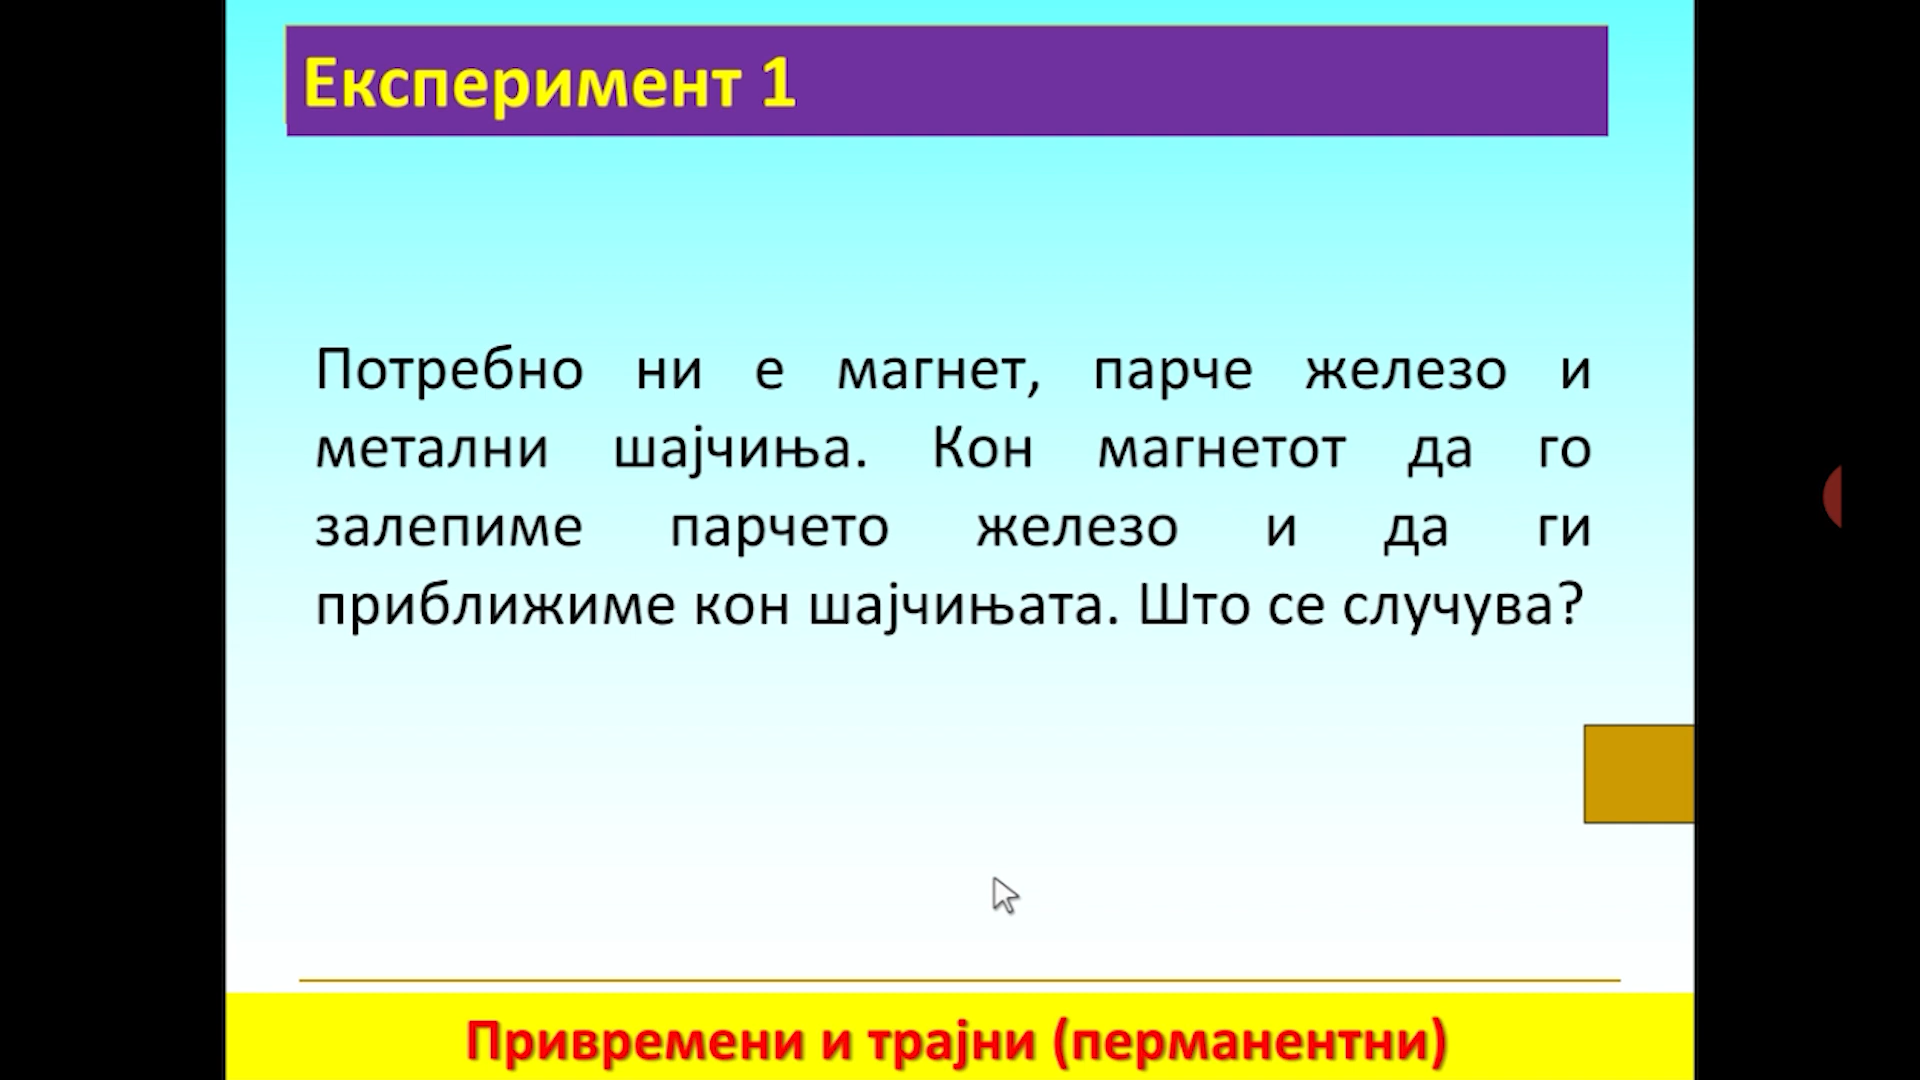 Експеримент 1
Потребно ни е магнет, парче железо и
метални шајчиња. Кон магнетот да го
залепиме парчето железо и да ги
приближиме кон шајчињата. Што се случува?
Привремени и трајни (перманентни)